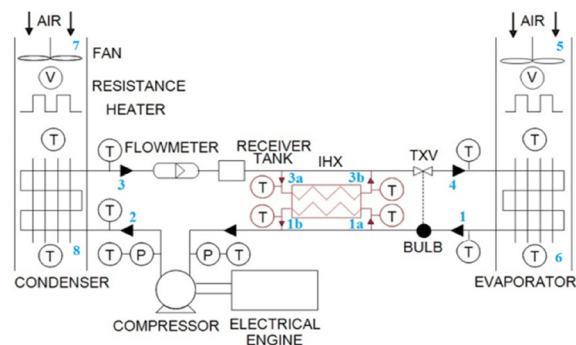 AIR
7
FAN
V
RESISTANCE
HEATER
T
T
FLOWMETER
RECEIVER
TANK
IHX
TXV
T
AIR
5
V
T
3
3a
3b
4
T
T
T
T
1b
1a
2
1
T
T
BULB
T
8
T
P
P
T
T
6
CONDENSER
EVAPORATOR
COMPRESSOR
ELECTRICAL
ENGINE